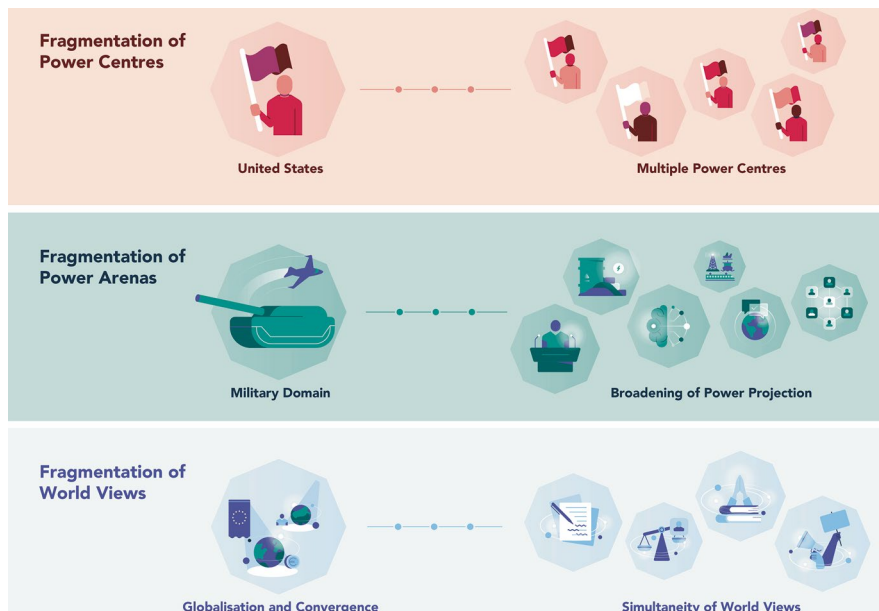 Fragmentation of
Power Centres
United States
Multiple Power Centres
Fragmentation of
Power Arenas
Military Domain
Broadening of Power Projection
Fragmentation of
World Views
Globalisation and Convergence
Simultaneity of World Views